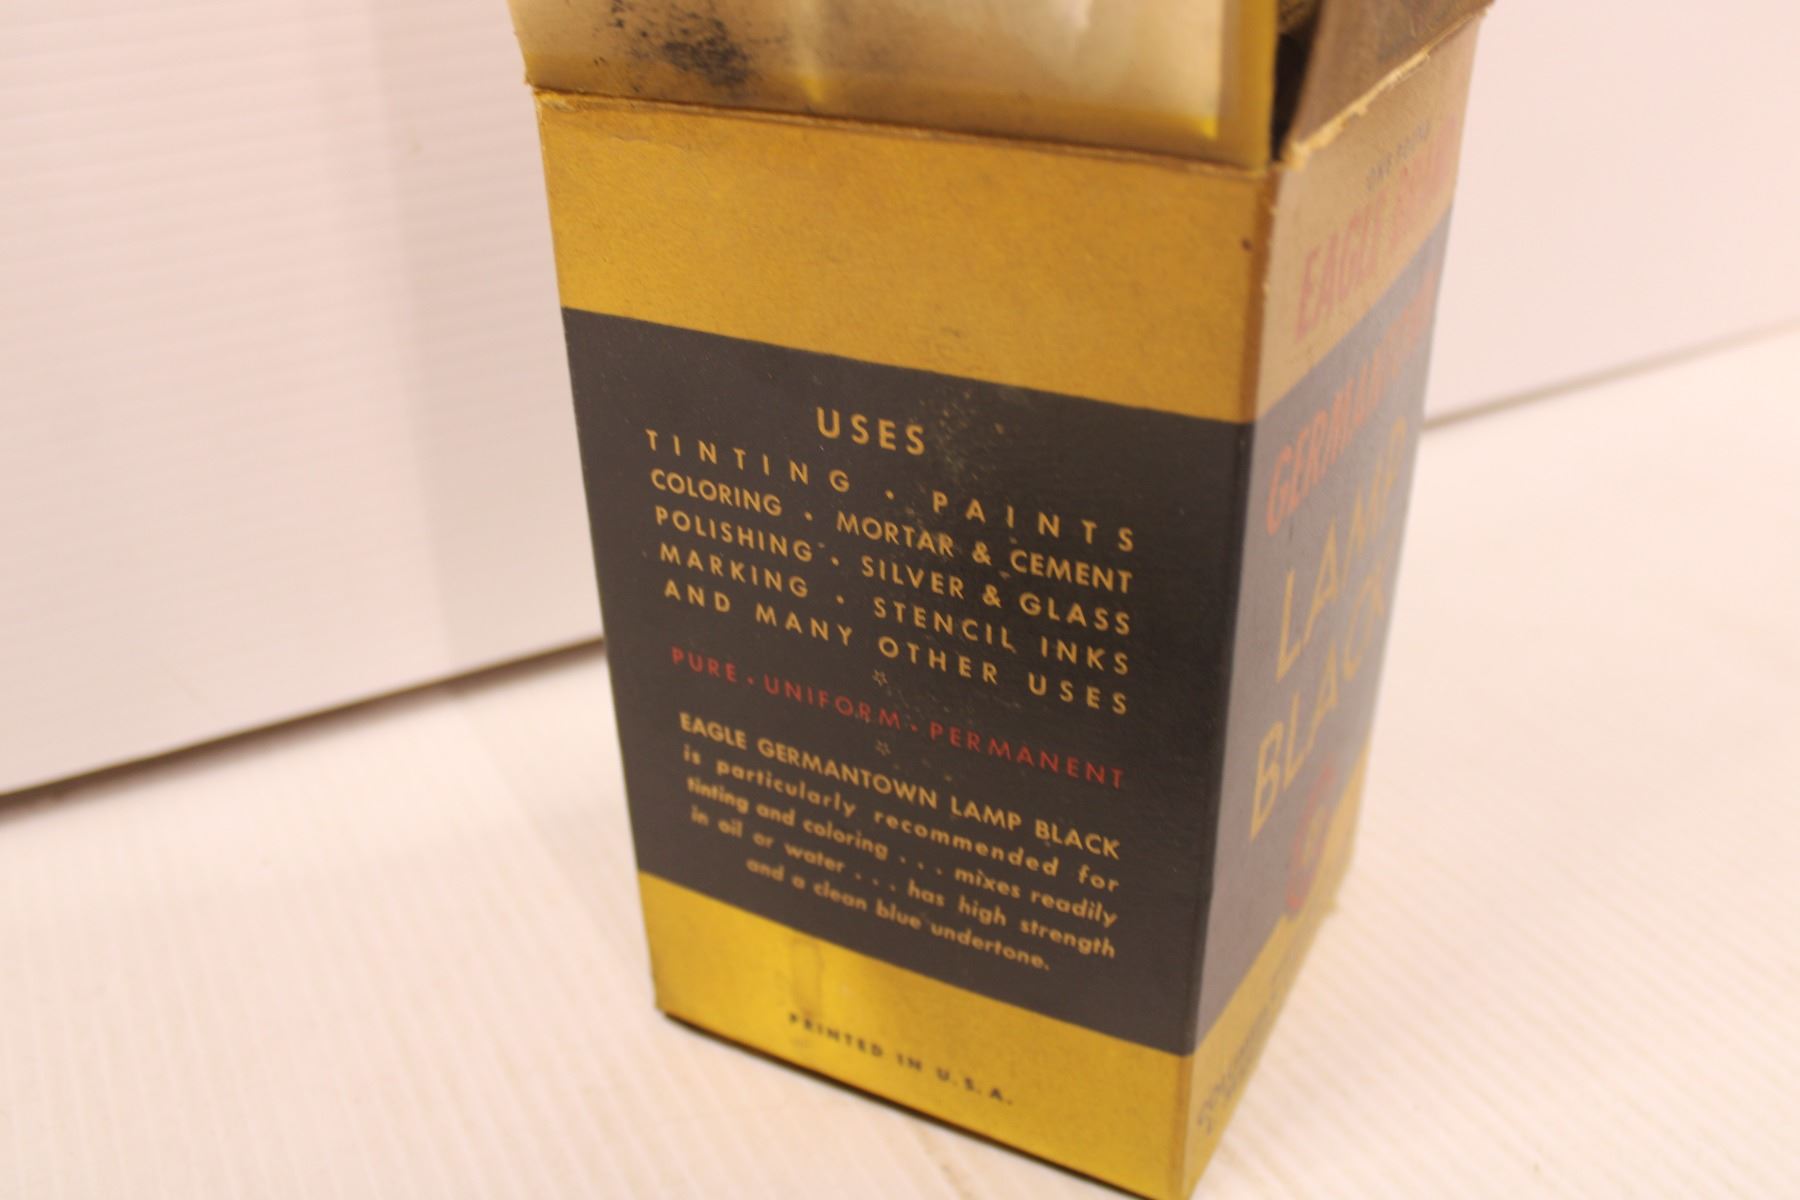 USES
TINTING · PAINTS
COLORING · MORTAR & CEMENT
POLISHING · SILVER & GLASS
MARKING · STENCIL INKS
AND MANY OTHER USES
PURE · UNIFORM · PERMANENT
EAGLE GERMANTOWN LAMP BLACK
is particularly recommended for
tinting and coloring . . . mixes readily
in oil or water . . . has high strength
and a clean blue undertone.
PRINTED IN U.S.A.
EAGLE
GERMANTOWN
LAMP
BLACK